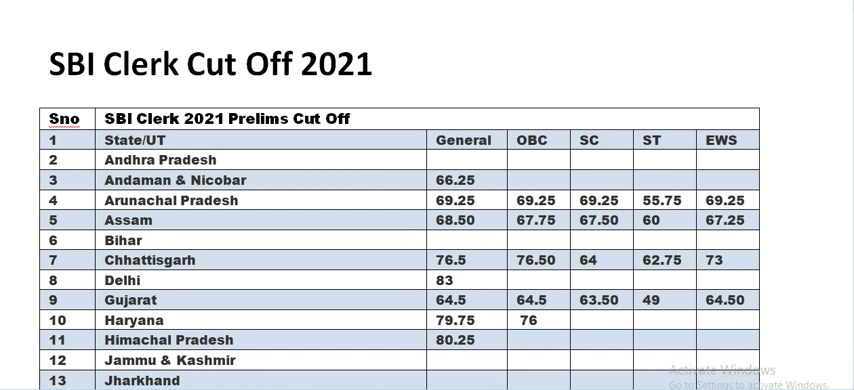 SBI Clerk Cut Off 2021
Sno SBI Clerk 2021 Prelims Cut Off
1 State/UT General OBC SC ST EWS
2 Andhra Pradesh
3 Andaman & Nicobar 66.25
4 Arunachal Pradesh 69.25 69.25 69.25 55.75 69.25
5 Assam 68.50 67.75 67.50 60 67.25
6 Bihar
7 Chhattisgarh 76.5 76.50 64 62.75 73
8 Delhi 83
9 Gujarat 64.5 64.5 63.50 49 64.50
10 Haryana 79.75 76
11 Himachal Pradesh 80.25
12 Jammu & Kashmir
13 Jharkhand
Activate Windows
Go to Settings to activate Windows.